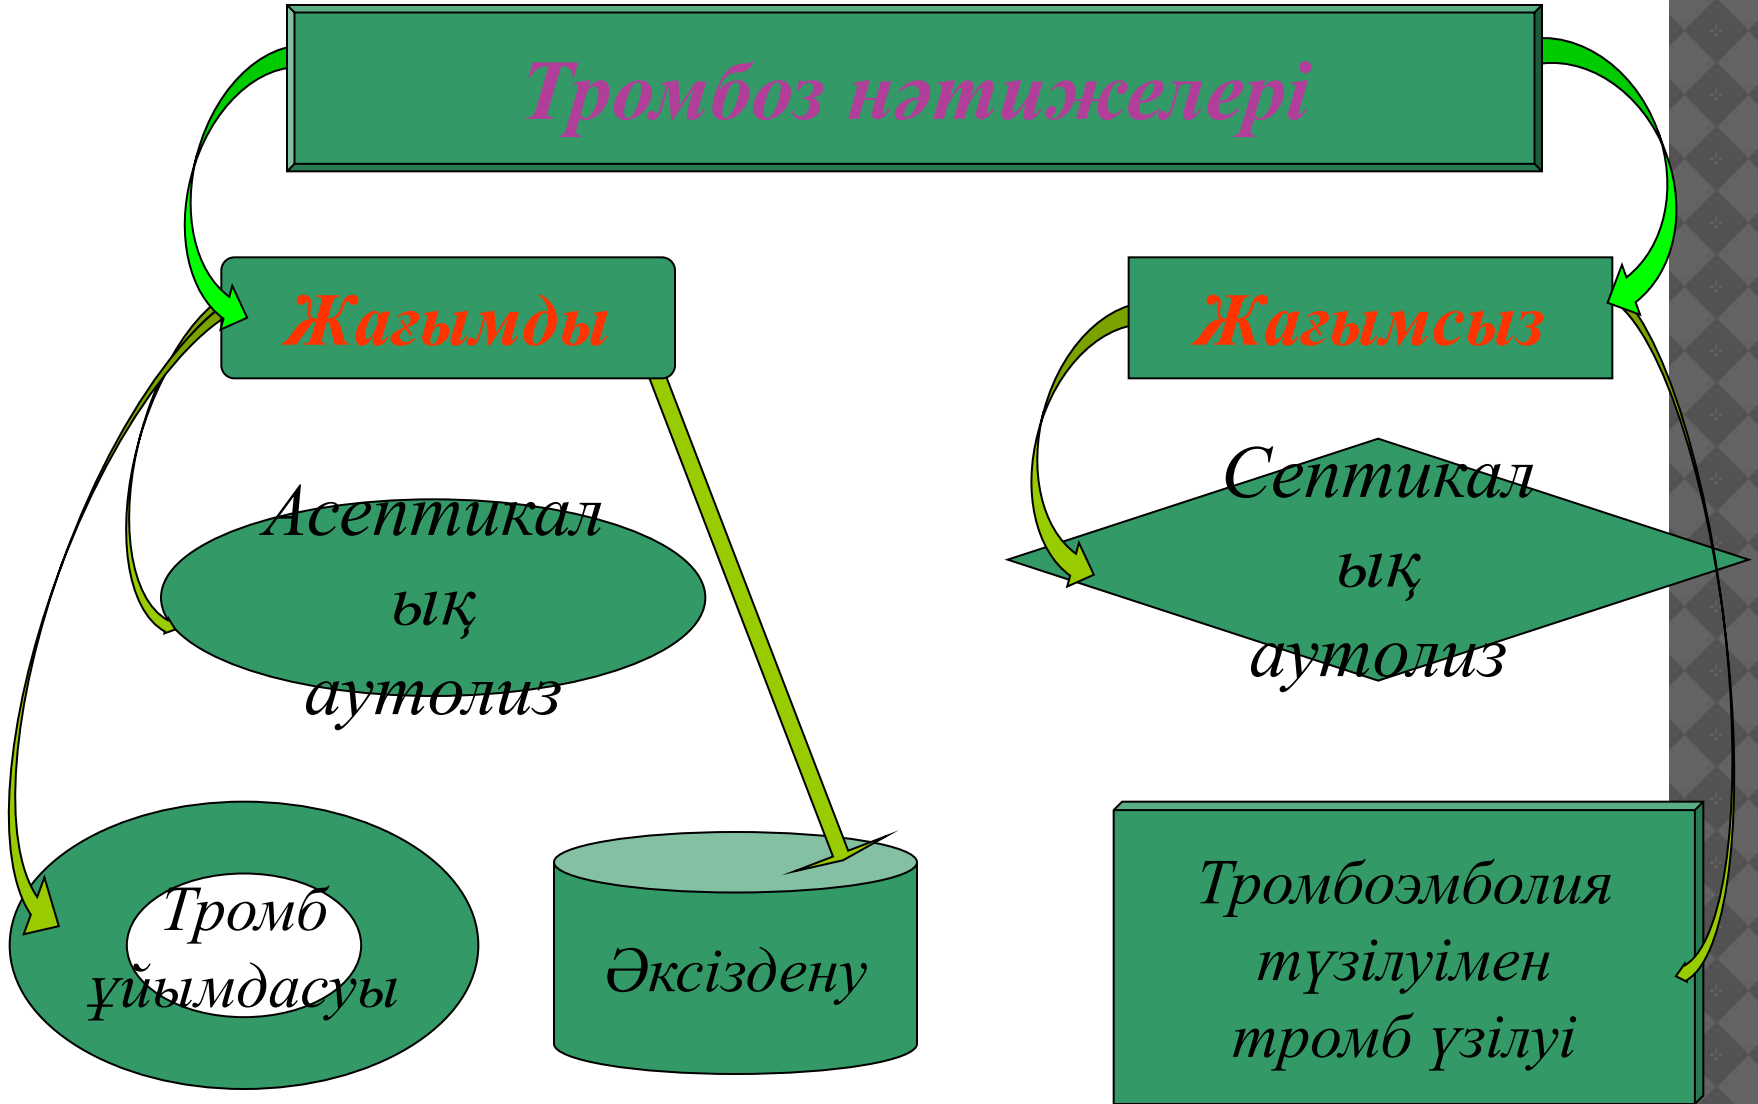 Тромбоз нәтижелері
Жағымды
Жағымсыз
Асептикал
ық
аутолиз
Септикал
ық
аутолиз
Тромб
ұйымдасуы
Әксіздену
Тромбоэмболия
түзілуімен
тромб үзілуі